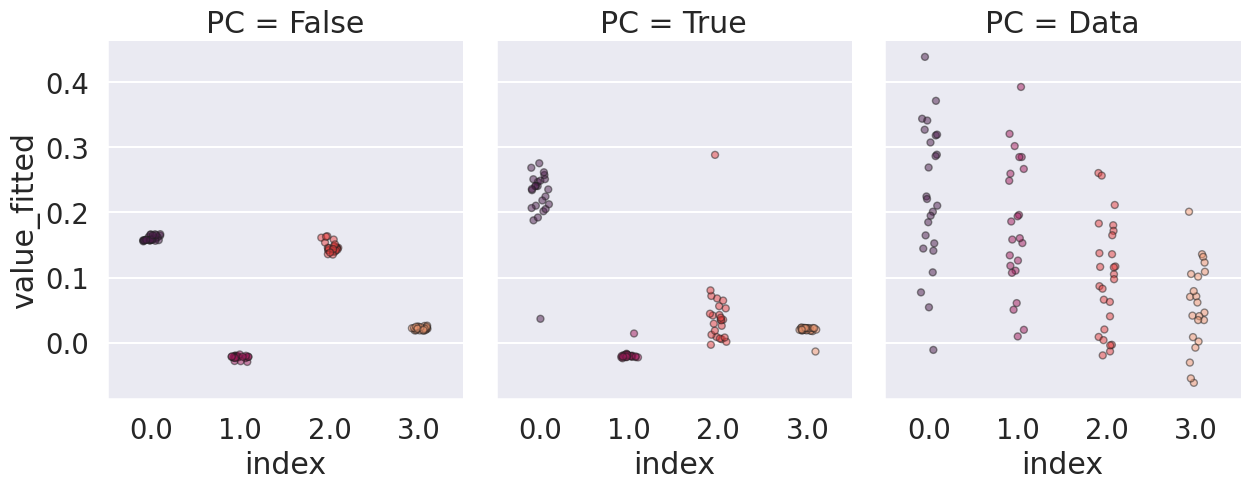 PC = False
PC = True
PC = Data
value_fitted
0.4
0.3
0.2
0.1
0.0
0.0 1.0 2.0 3.0
index
0.0 1.0 2.0 3.0
index
0.0 1.0 2.0 3.0
index